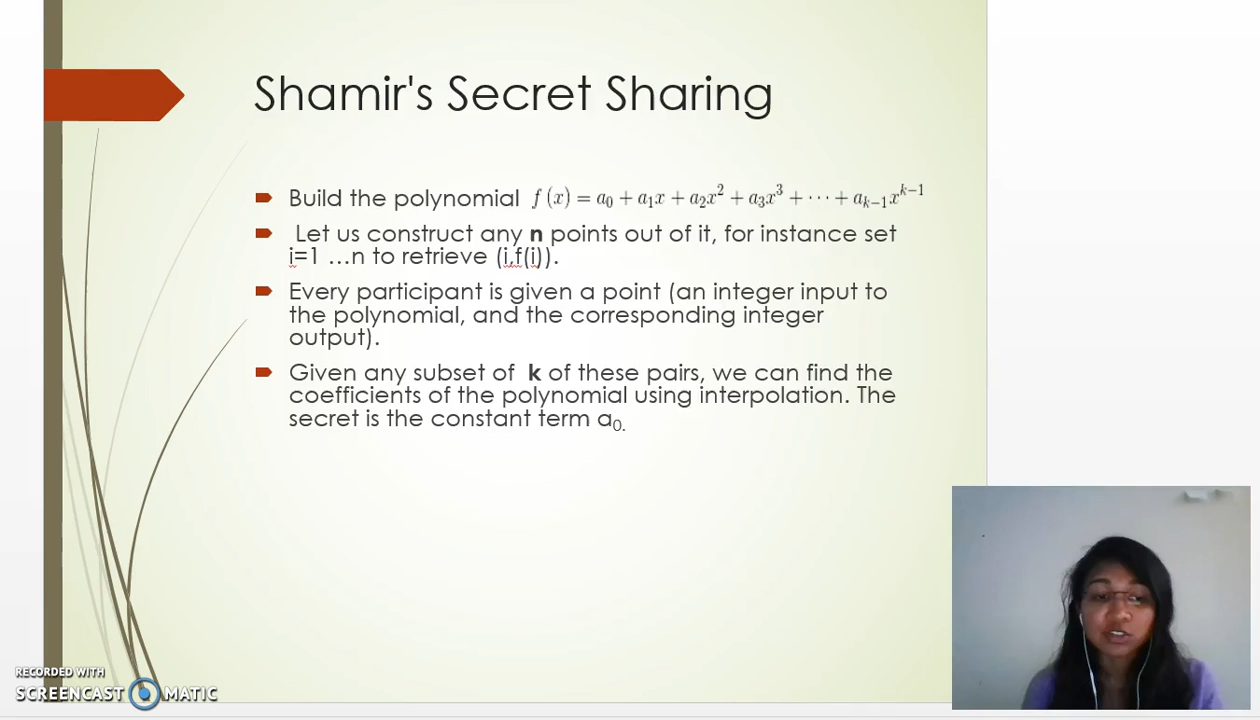 Shamir's Secret Sharing
Build the polynomial f (x) = a₀ + a₁x + a₂x² + a₃x³ + ··· + aₖ₋₁xᵏ⁻¹
Let us construct any n points out of it, for instance set
i=1 …n to retrieve (i,f(i)).
Every participant is given a point (an integer input to
the polynomial, and the corresponding integer
output).
Given any subset of k of these pairs, we can find the
coefficients of the polynomial using interpolation. The
secret is the constant term a₀.
RECORDED WITH
SCREENCAST MATIC